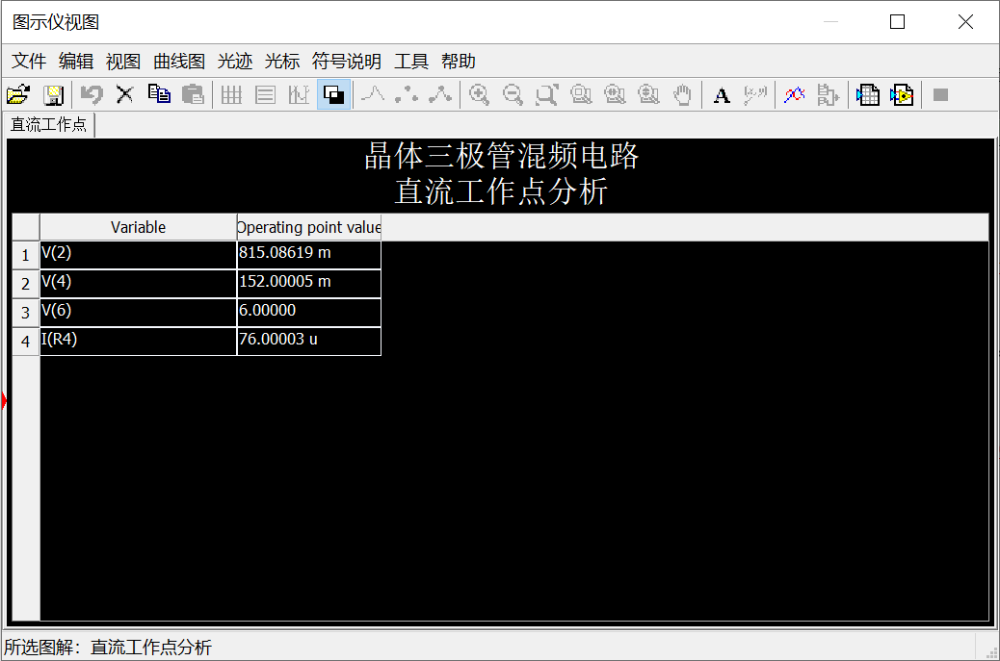 图示仪视图
文件 编辑 视图 曲线图 光迹 光标 符号说明 工具 帮助
A
直流工作点
晶体三极管混频电路
直流工作点分析
Variable Operating point value
1 V(2) 815.08619 m
2 V(4) 152.00005 m
3 V(6) 6.00000
4 I(R4) 76.00003 u
所选图解：直流工作点分析